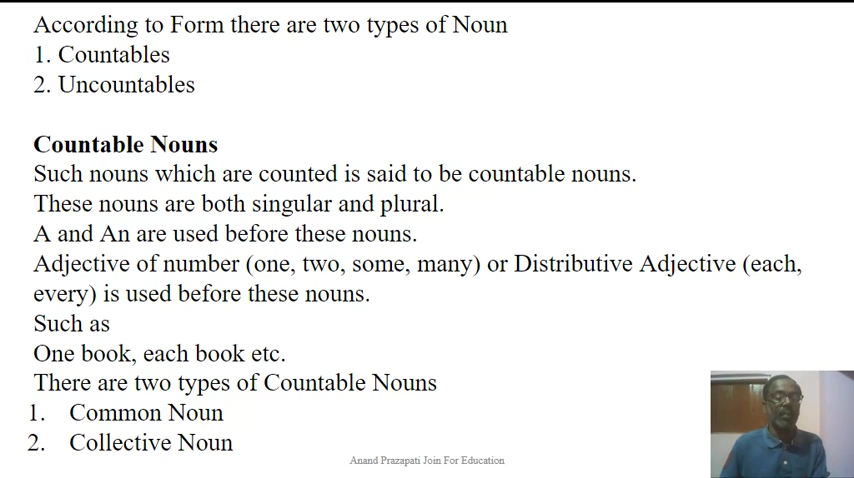 According to Form there are two types of Noun
1. Countables
2. Uncountables
Countable Nouns
Such nouns which are counted is said to be countable nouns.
These nouns are both singular and plural.
A and An are used before these nouns.
Adjective of number (one, two, some, many) or Distributive Adjective (each,
every) is used before these nouns.
Such as
One book, each book etc.
There are two types of Countable Nouns
1. Common Noun
2. Collective Noun
Anand Prazapati Join For Education